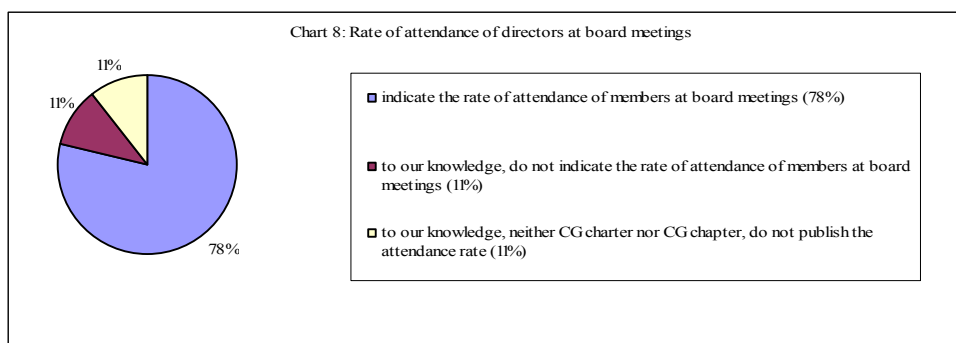 Chart 8: Rate of attendance of directors at board meetings
11%
11%
78%
indicate the rate of attendance of members at board meetings (78%)
to our knowledge, do not indicate the rate of attendance of members at board
meetings (11%)
to our knowledge, neither CG charter nor CG chapter, do not publish the
attendance rate (11%)